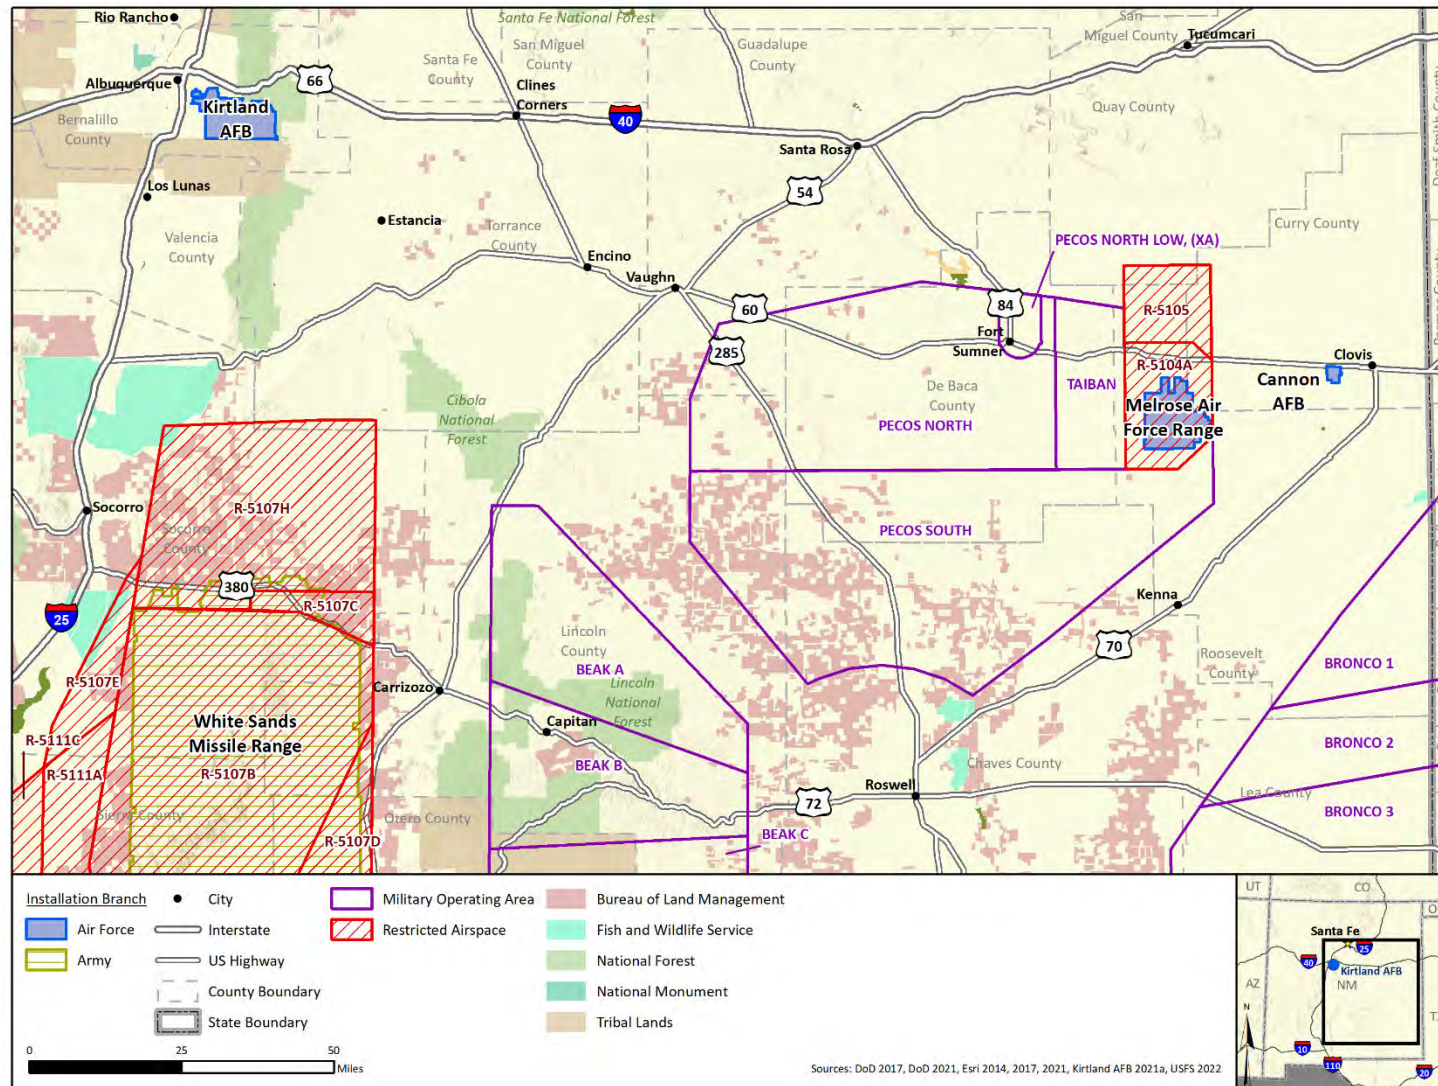 Rio Rancho
Santa Fe National Forest
San Miguel County
Guadalupe County
San
Miguel County
Tucumcari
Santa Fe
County
Albuquerque
66
Clines
Corners
Kirtland
AFB
Bernalillo
County
40
Quay County
Santa Rosa
Deaf Smith County
Los Lunas
54
Estancia
Torrance
County
Curry County
Valencia
County
PECOS NORTH LOW, (XA)
Encino
Vaughn
60
84
R-5105
285
Fort
Sumner
Clovis
R-5104A
Cannon
AFB
TAIBAN
De Baca
County
Cibola
National
Forest
Melrose Air
Force Range
PECOS NORTH
Socorro
R-5107H
Socorro
County
PECOS SOUTH
380
R-5107C
25
Kenna
Lincoln
County
70
Roosevelt
County
BEAK A
BRONCO 1
R-5107E
Carrizozo
Lincoln
National
Forest
White Sands
Missile Range
Capitan
R-5111C
BRONCO 2
R-5111A
R-5107B
BEAK B
Chaves County
Roswell
Lea County
72
Sierra County
Otero County
BRONCO 3
R-5107D
BEAK C
Installation Branch
Air Force
Army
City
Interstate
US Highway
County Boundary
State Boundary
Military Operating Area
Restricted Airspace
Bureau of Land Management
Fish and Wildlife Service
National Forest
National Monument
Tribal Lands
0 25 50
Miles
Sources: DoD 2017, DoD 2021, Esri 2014, 2017, 2021, Kirtland AFB 2021a, USFS 2022
UT
CO
Santa Fe
25
40
Kirtland AFB
AZ
NM
N
10
110
20